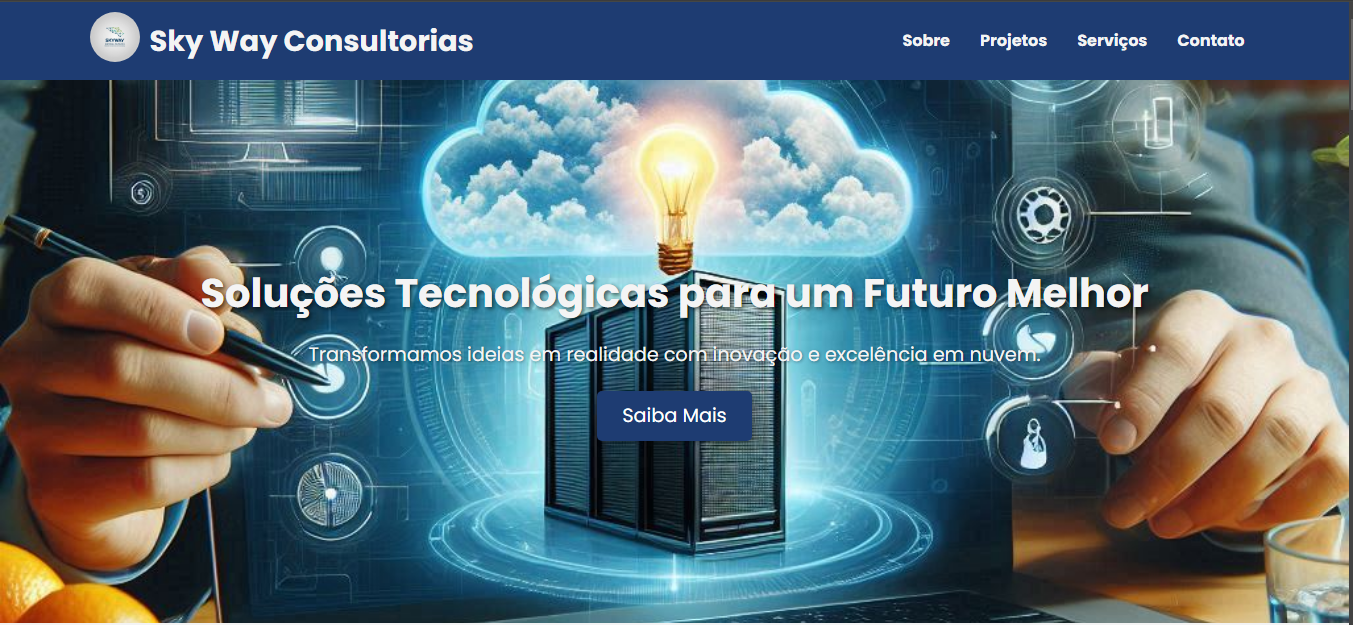 SKYWAY
Sky Way Consultorias
Sobre
Projetos
Serviços
Contato
Soluções Tecnológicas para um Futuro Melhor
Transformamos ideias em realidade com inovação e excelência em nuvem.
Saiba Mais